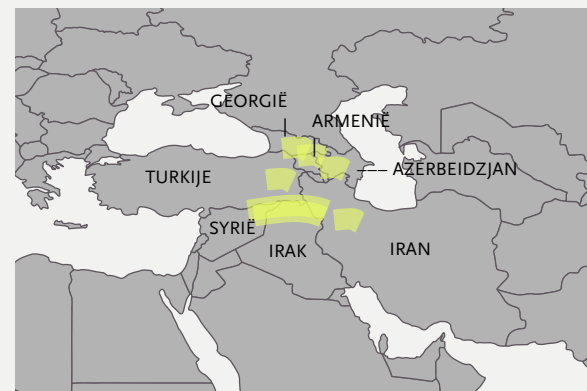 GEORGIË
ARMENIË
TURKIJE
AZERBEIDZJAN
SYRIË
IRAK
IRAN